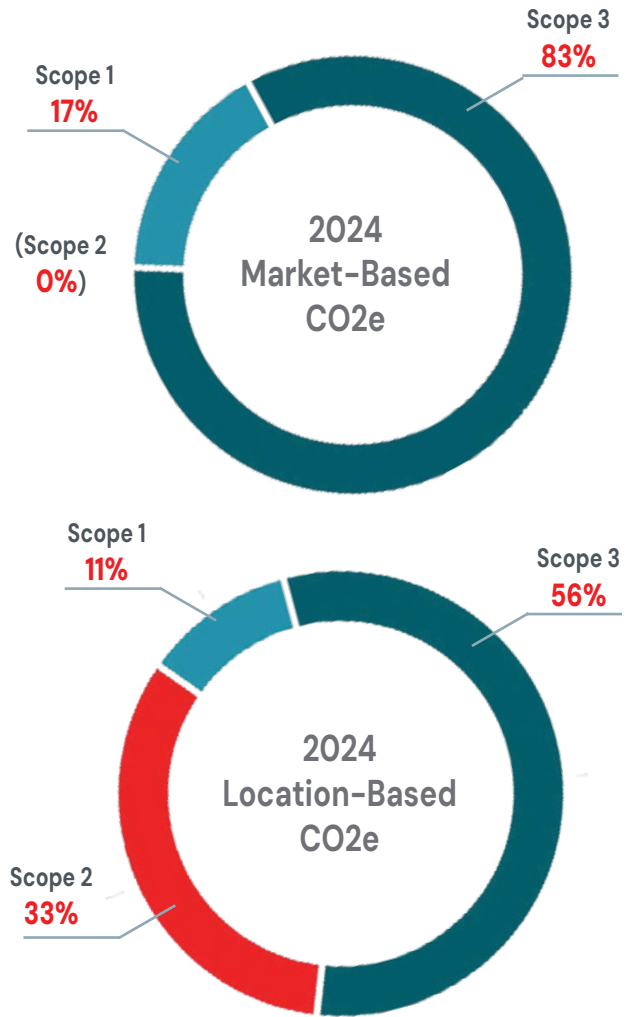 Scope 3
83%
Scope 1
17%
(Scope 2
0%)
2024
Market-Based
CO2e
Scope 1
11%
Scope 3
56%
2024
Location-Based
CO2e
Scope 2
33%